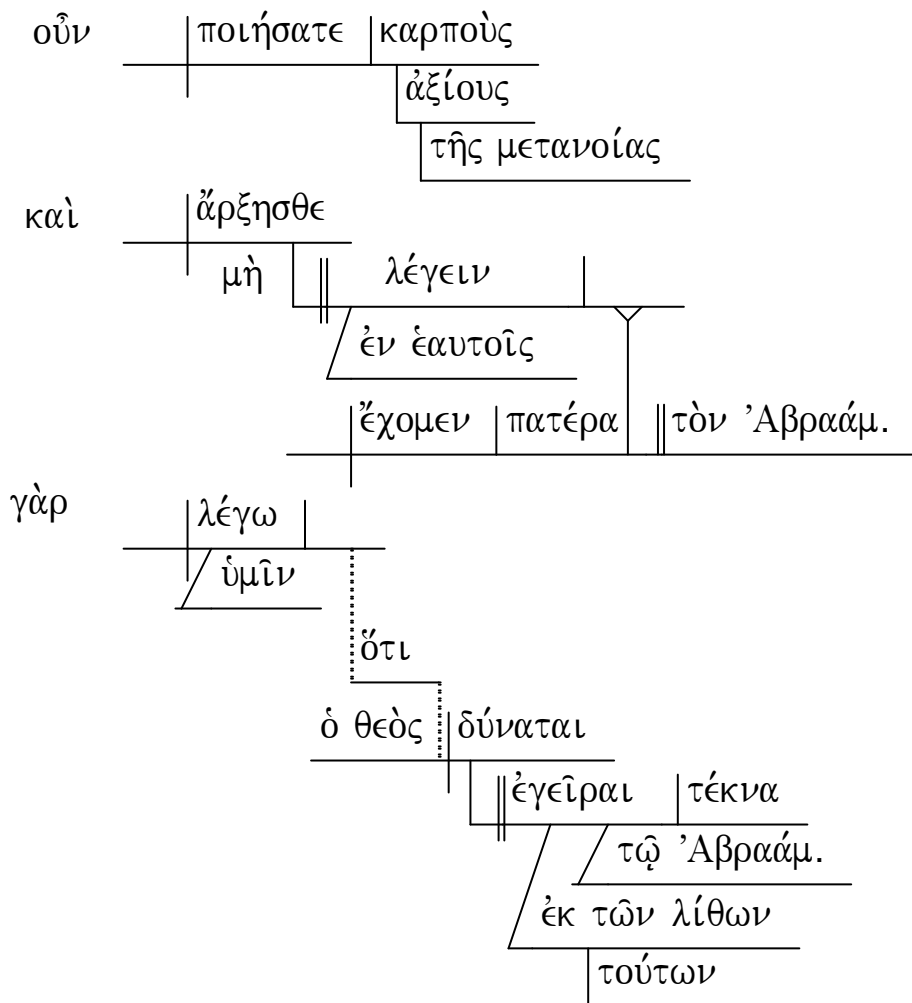 οὖν ποιήσατε καρποὺς
ἀξίους
τῆς μετανοίας
καὶ ἄρξησθε
μὴ λέγειν
ἐν ἑαυτοῖς
ἔχομεν πατέρα τὸν Ἀβραάμ.
γὰρ λέγω
ὑμῖν
ὅτι
ὁ θεὸς δύναται
ἐγεῖραι τέκνα
τῷ Ἀβραάμ.
ἐκ τῶν λίθων
τούτων